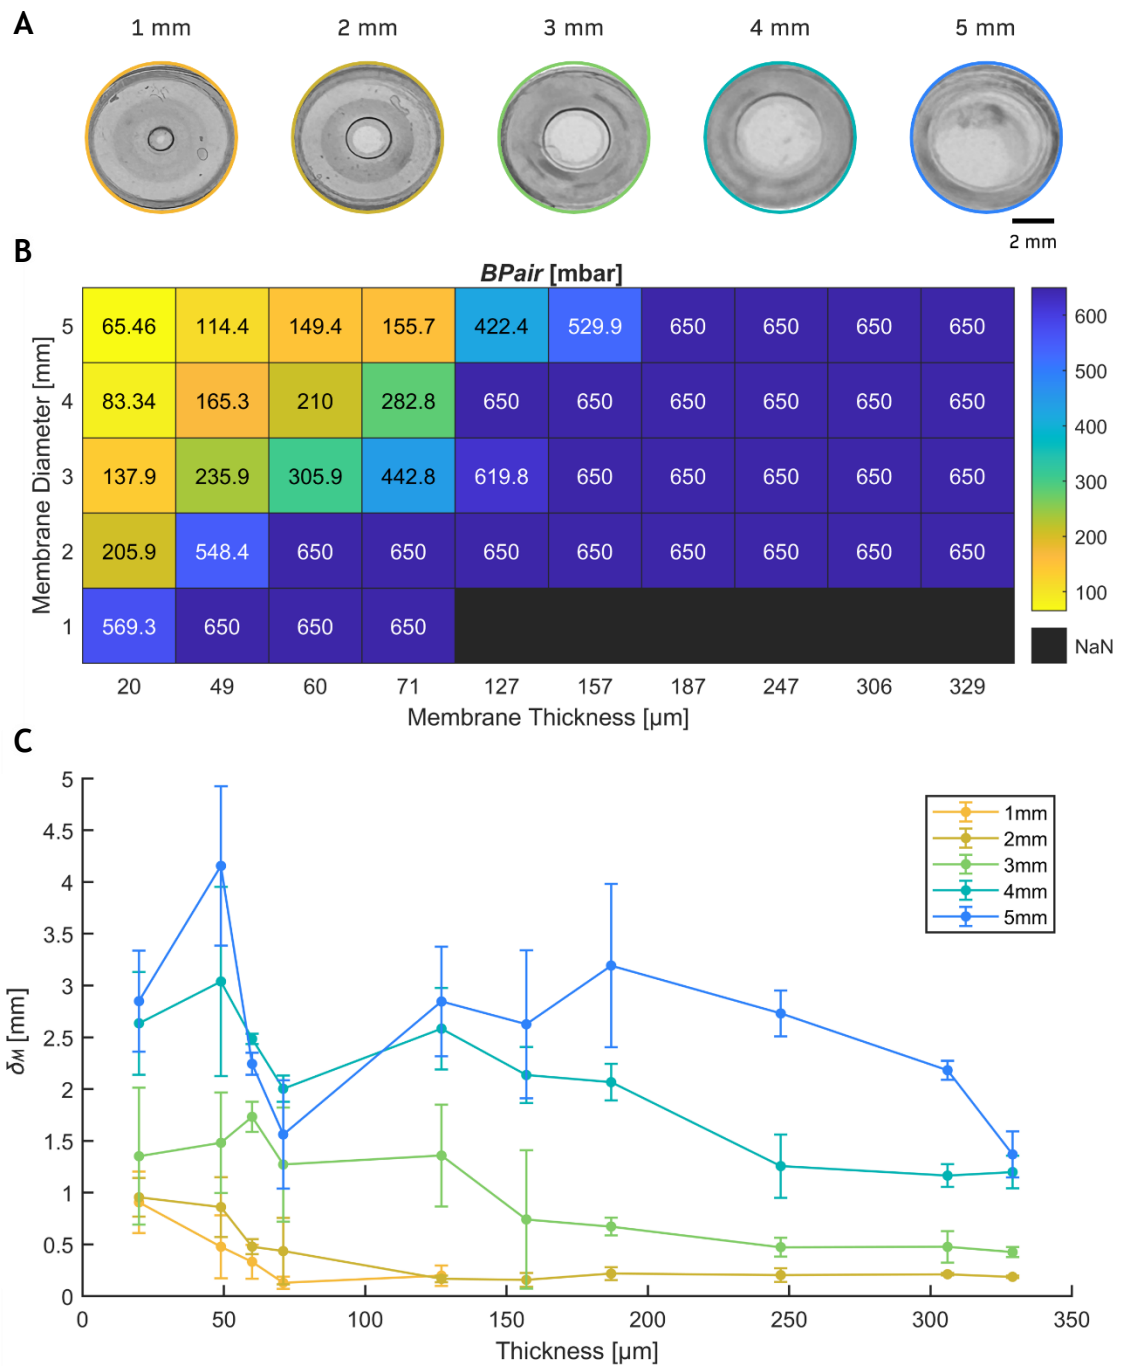 A
1 mm 2 mm 3 mm 4 mm 5 mm
2 mm
B
BPair [mbar]
Membrane Diameter [mm]
5 65.46 114.4 149.4 155.7 422.4 529.9 650 650 650 650
4 83.34 165.3 210 282.8 650 650 650 650 650 650
3 137.9 235.9 305.9 442.8 619.8 650 650 650 650 650
2 205.9 548.4 650 650 650 650 650 650 650 650
1 569.3 650 650 650
20 49 60 71 127 157 187 247 306 329
Membrane Thickness [µm]
600
500
400
300
200
100
NaN
C
δM [mm]
5
4.5
4
3.5
3
2.5
2
1.5
1
0.5
0
0 50 100 150 200 250 300 350
Thickness [µm]
1mm
2mm
3mm
4mm
5mm